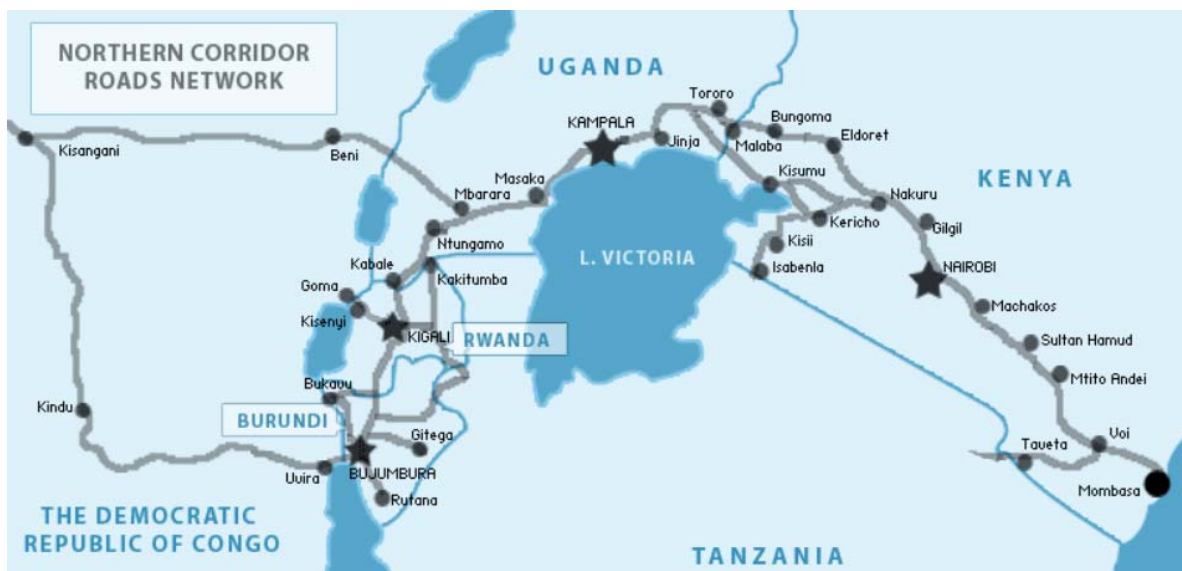 NORTHERN CORRIDOR
ROADS NETWORK
UGANDA
KENYA
TANZANIA
THE DEMOCRATIC
REPUBLIC OF CONGO
RWANDA
BURUNDI
L. VICTORIA
Kisangani
Beni
Kindu
Uvira
Mbarara
Masaka
KAMPALA
Jinja
Tororo
Malaba
Bungoma
Eldoret
Kisumu
Nakuru
Kericho
Gilgil
Kisii
Isabenla
NAIROBI
Machakos
Sultan Hamud
Mtito Andei
Voi
Taveta
Mombasa
Ntungamo
Kabale
Kakitumba
Goma
Kisenyi
KIGALI
Bukavu
Gitega
BUJUMBURA
Rutana